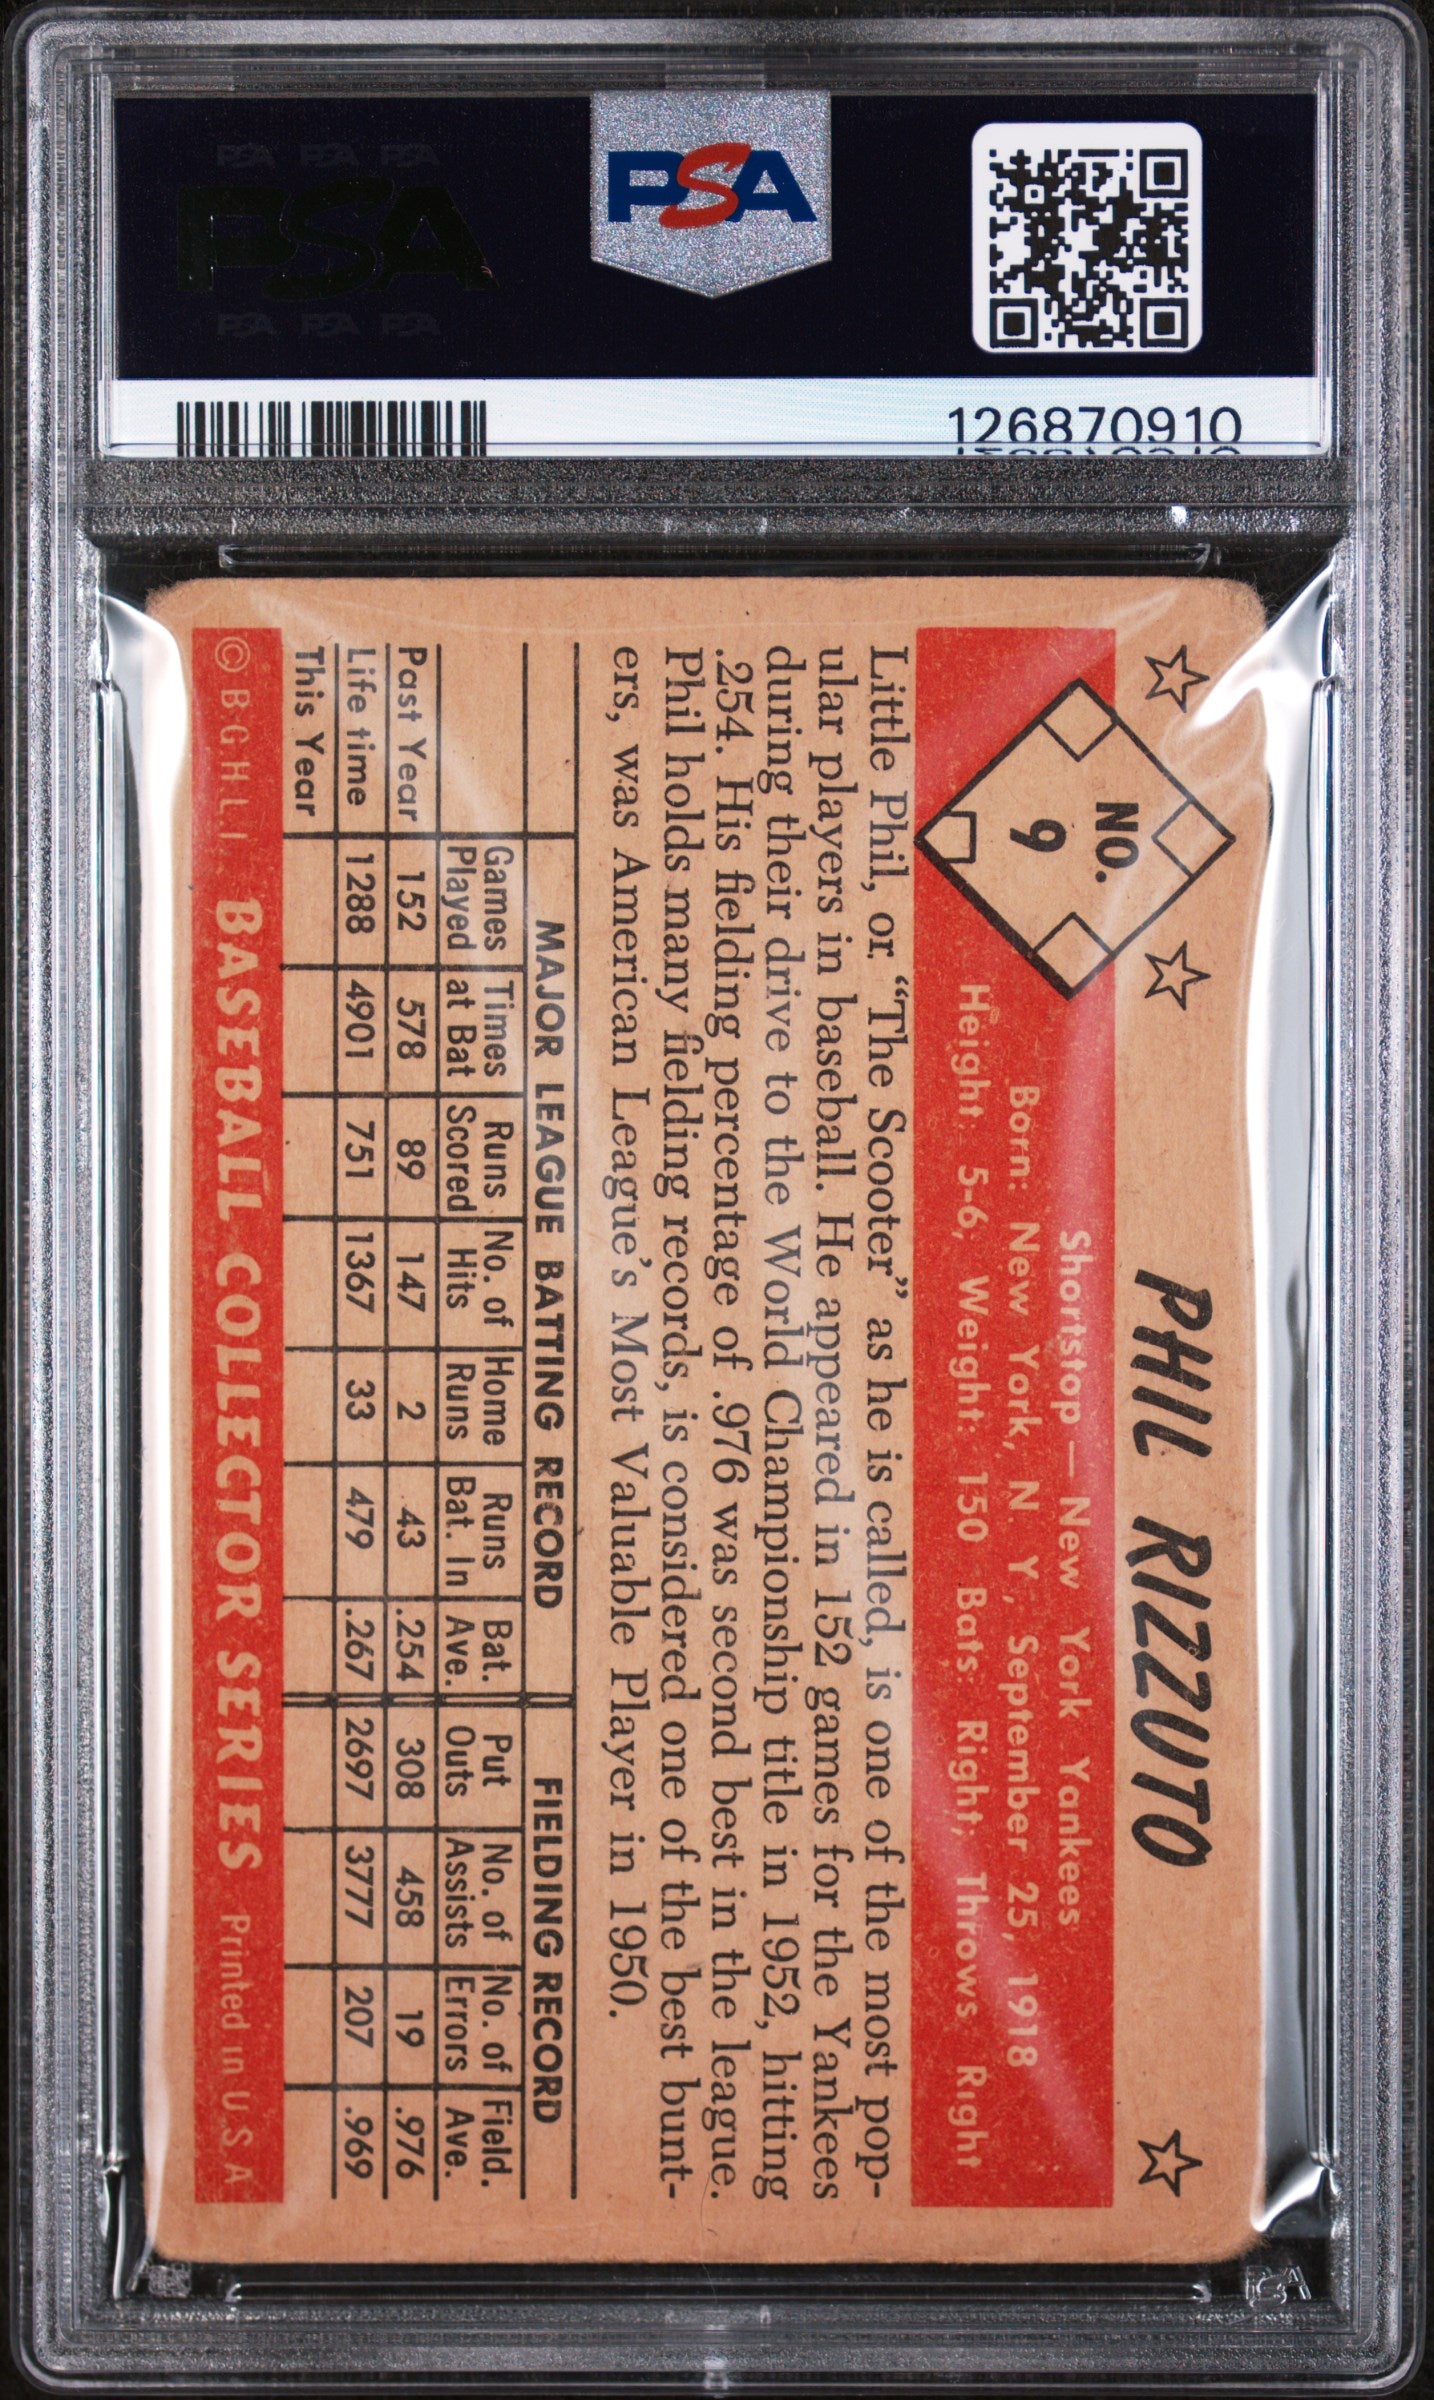 PSA PSA PSA
PSA
PSA PSA PSA
PSA
126870910
PHIL RIZZUTO
NO.
9
Shortstop — New York Yankees
Born: New York, N. Y., September 25, 1918
Height: 5-6, Weight: 150 Bats: Right; Throws Right
Little Phil, or "The Scooter" as he is called, is one of the most pop-
ular players in baseball. He appeared in 152 games for the Yankees
during their drive to the World Championship title in 1952, hitting
.254. His fielding percentage of .976 was second best in the league.
Phil holds many fielding records, is considered one of the best bunt-
ers, was American League's Most Valuable Player in 1950.
MAJOR LEAGUE BATTING RECORD FIELDING RECORD
Games Times Runs No. of Home Runs Bat. Put No. of No. of Field.
Played at Bat Scored Hits Runs Bat. In Ave. Outs Assists Errors Ave.
Past Year 152 578 89 147 2 43 .254 308 458 19 .976
Life time 1288 4901 751 1367 33 479 .267 2697 3777 207 .969
This Year
© B.G.H.L.I. BASEBALL COLLECTOR SERIES Printed in U.S.A
PSA